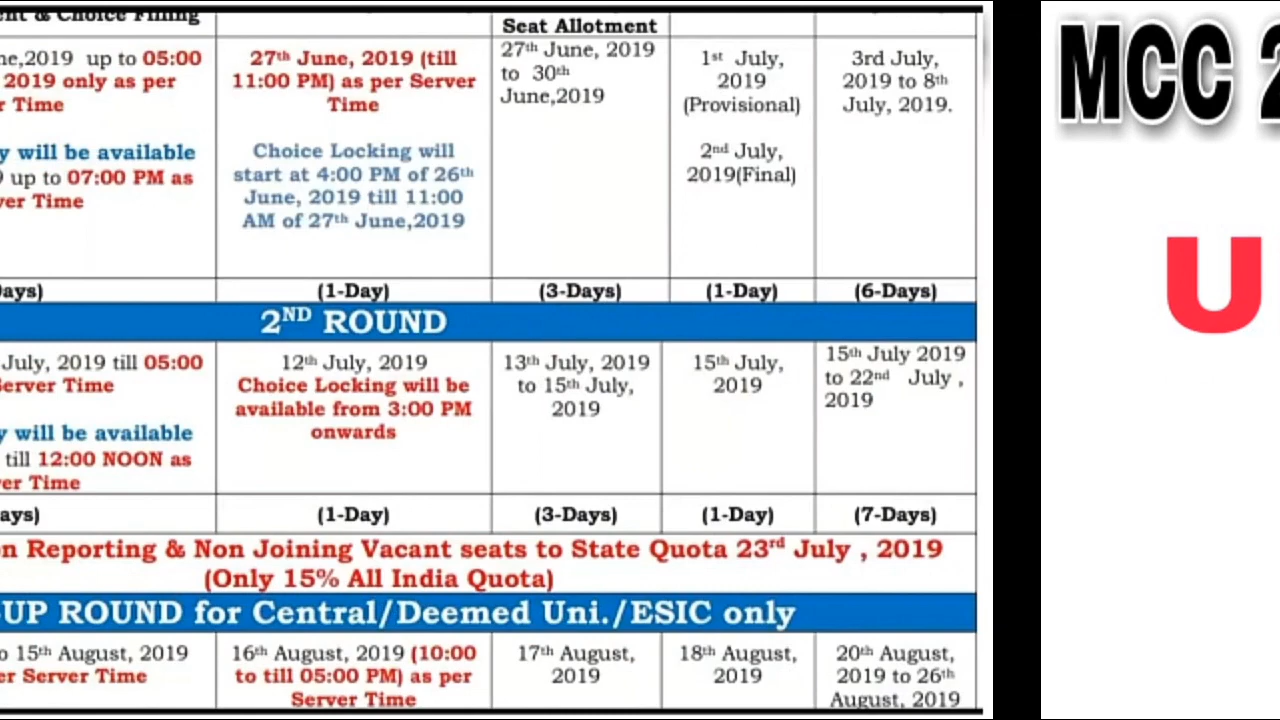 ent & Choice Filling
Seat Allotment
ne,2019 up to 05:00
2019 only as per
r Time
y will be available
9 up to 07:00 PM as
ver Time
27th June, 2019 (till
11:00 PM) as per Server
Time
Choice Locking will
start at 4:00 PM of 26th
June, 2019 till 11:00
AM of 27th June,2019
27th June, 2019
to 30th
June,2019
1st July,
2019
(Provisional)
2nd July,
2019(Final)
3rd July,
2019 to 8th
July, 2019.
ays)
(1-Day)
(3-Days)
(1-Day)
(6-Days)
2ND ROUND
July, 2019 till 05:00
Server Time
y will be available
till 12:00 NOON as
er Time
12th July, 2019
Choice Locking will be
available from 3:00 PM
onwards
13th July, 2019
to 15th July,
2019
15th July,
2019
15th July 2019
to 22nd July ,
2019
ays)
(1-Day)
(3-Days)
(1-Day)
(7-Days)
n Reporting & Non Joining Vacant seats to State Quota 23rd July , 2019
(Only 15% All India Quota)
-UP ROUND for Central/Deemed Uni./ESIC only
o 15th August, 2019
er Server Time
16th August, 2019 (10:00
to till 05:00 PM) as per
Server Time
17th August,
2019
18th August,
2019
20th August,
2019 to 26th
August, 2019
MCC 2
U